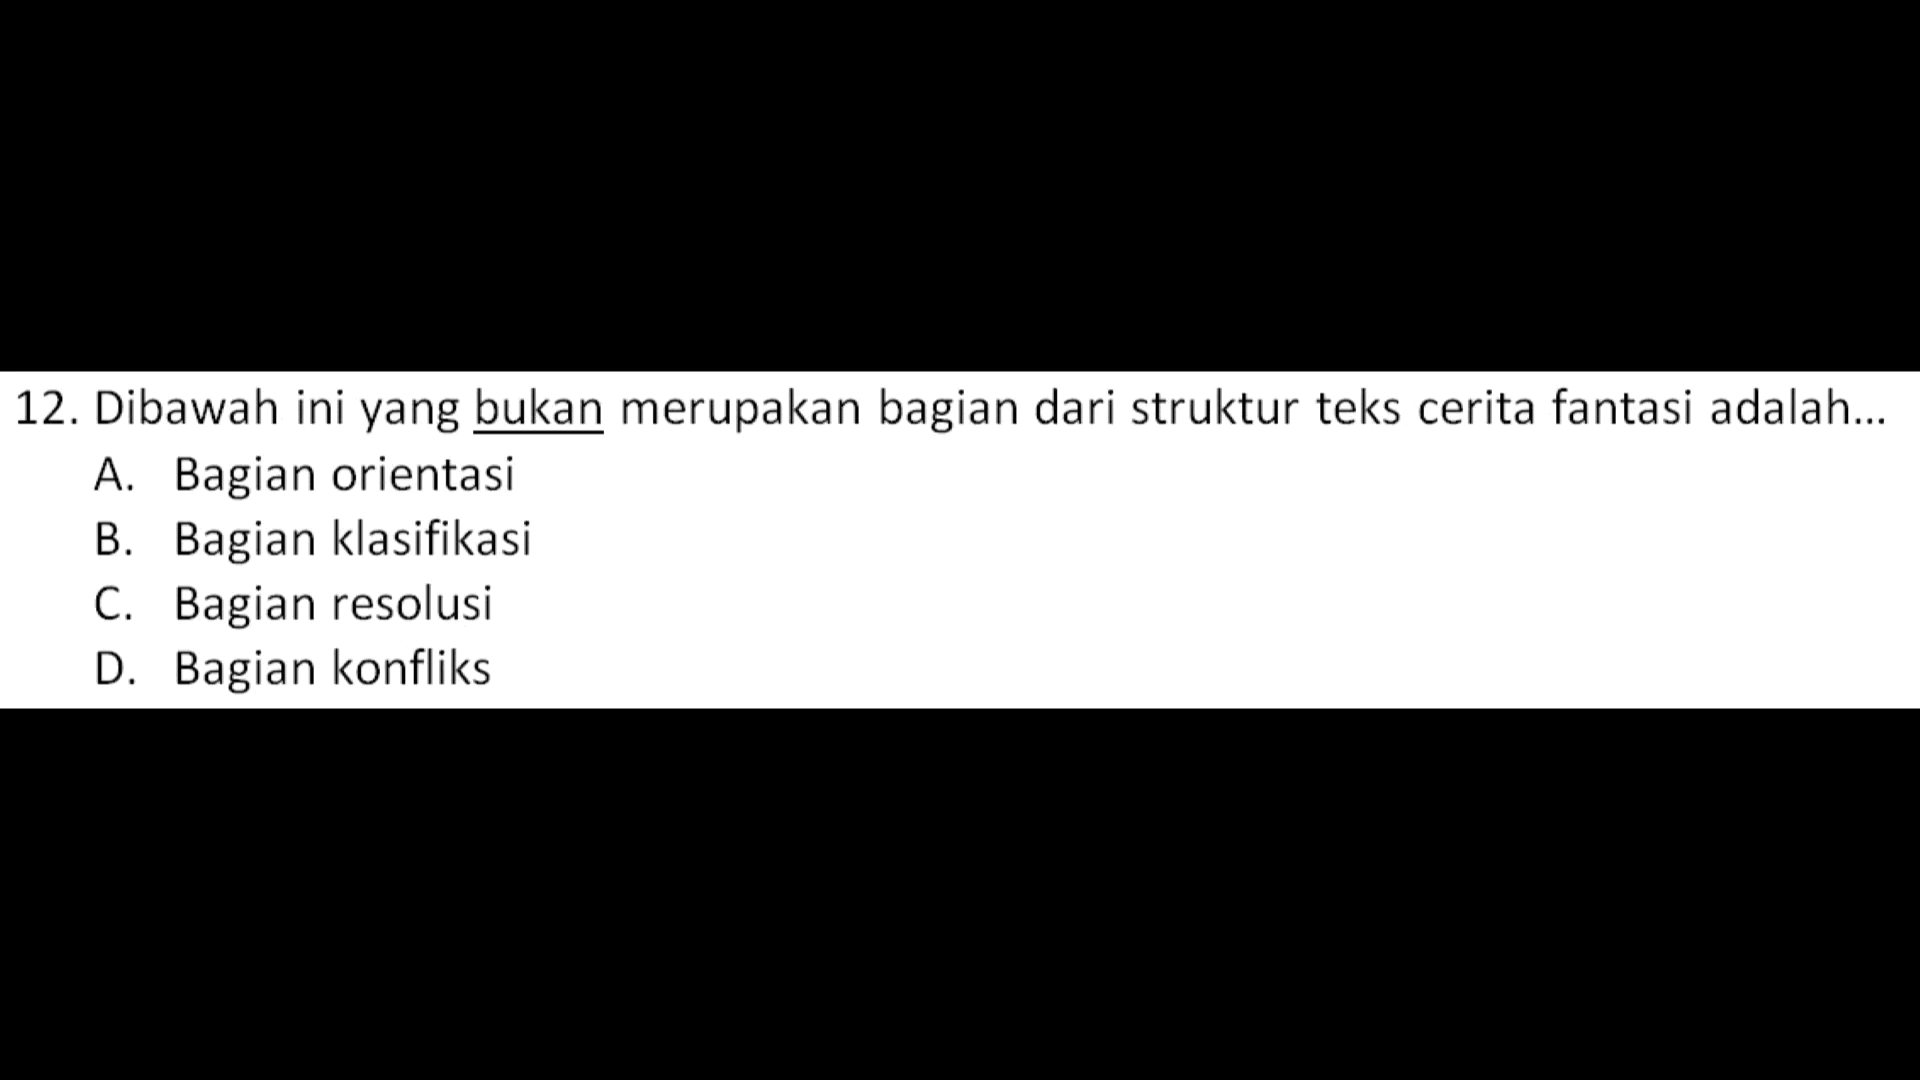 12. Dibawah ini yang bukan merupakan bagian dari struktur teks cerita fantasi adalah...
A. Bagian orientasi
B. Bagian klasifikasi
C. Bagian resolusi
D. Bagian konfliks